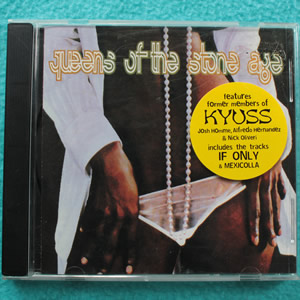 queens of the stone age
features
former members of
KYUSS
Josh Homme, Alfredo Hernandez
& Nick Oliveri
includes the tracks
IF ONLY
& MEXICOLLA